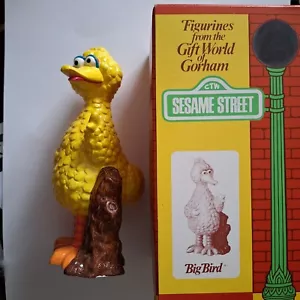 Figurines
from the
Gift World
of
Gorham
CTW
SESAME STREET
Big Bird